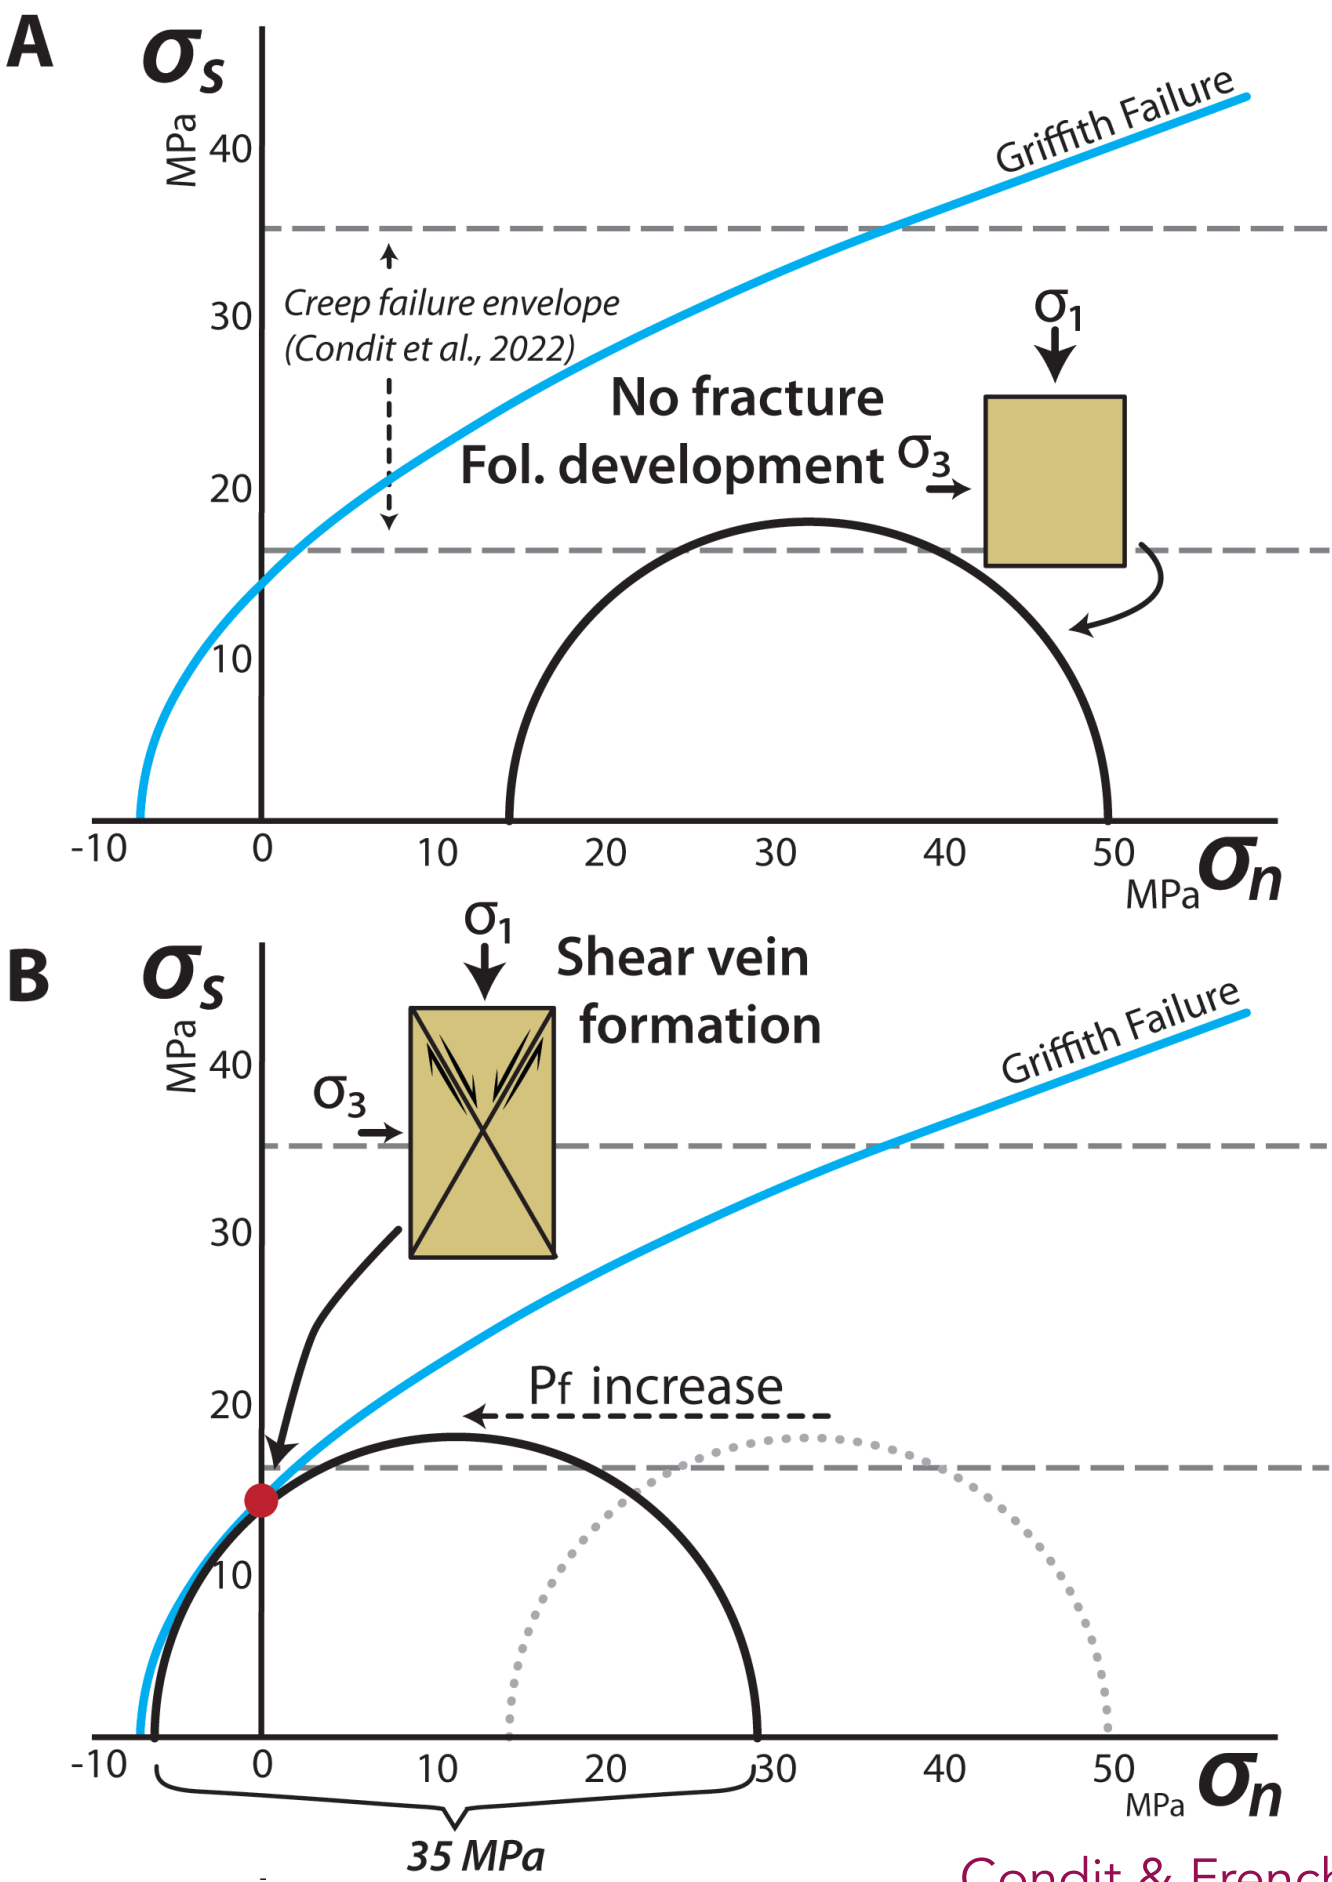 A
σs
MPa
40
30
20
10
Griffith Failure
Creep failure envelope
(Condit et al., 2022)
No fracture
Fol. development
σ1
σ3
-10 0 10 20 30 40 50
MPa σn
B
σs
MPa
40
30
20
10
σ1
Shear vein
formation
σ3
Griffith Failure
Pf increase
-10 0 10 20 30 40 50
MPa σn
35 MPa
Condit & French